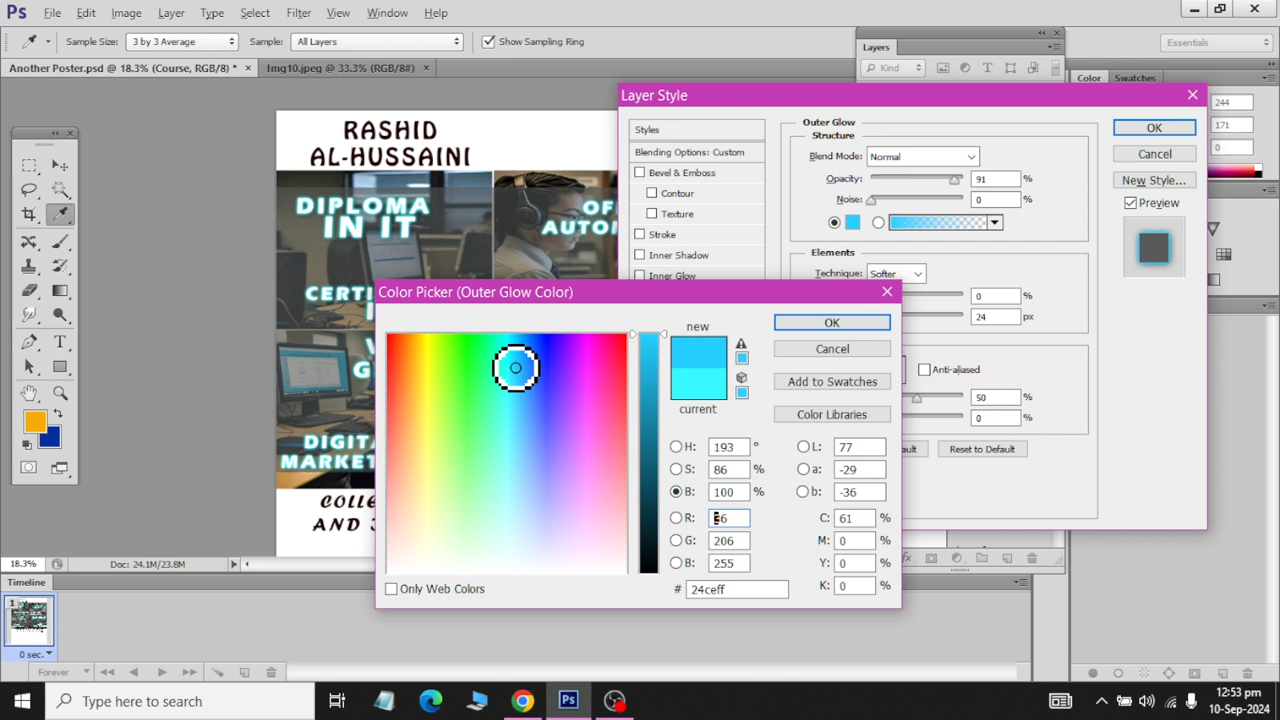 Ps File Edit Image Layer Type Select Filter View Window Help
Sample Size: 3 by 3 Average Sample: All Layers Show Sampling Ring Essentials
Another Poster.psd @ 18.3% (Course, RGB/8) * × Img10.jpeg @ 33.3% (RGB/8#) ×
Layers
Kind
Color Swatches
244
171
0
RASHID
AL-HUSSAINI
DIPLOMA
IN IT
OF
AUTOM
CERTI
W
G
DIGITA
MARKET
COLLE
AND
Layer Style
Styles
Blending Options: Custom
Bevel & Emboss
Contour
Texture
Stroke
Inner Shadow
Inner Glow
Outer Glow
Structure
Blend Mode: Normal
Opacity: 91 %
Noise: 0 %
Elements
Technique: Softer
0 %
24 px
Anti-aliased
50 %
0 %
ault Reset to Default
OK
Cancel
New Style...
Preview
Color Picker (Outer Glow Color)
new
current
OK
Cancel
Add to Swatches
Color Libraries
H: 193 °
S: 86 %
B: 100 %
R: 6
G: 206
B: 255
L: 77
a: -29
b: -36
C: 61 %
M: 0 %
Y: 0 %
K: 0 %
# 24ceff
Only Web Colors
18.3% Doc: 24.1M/23.8M
fx
Timeline
1
0 sec.
Forever
Type here to search
12:53 pm
10-Sep-2024